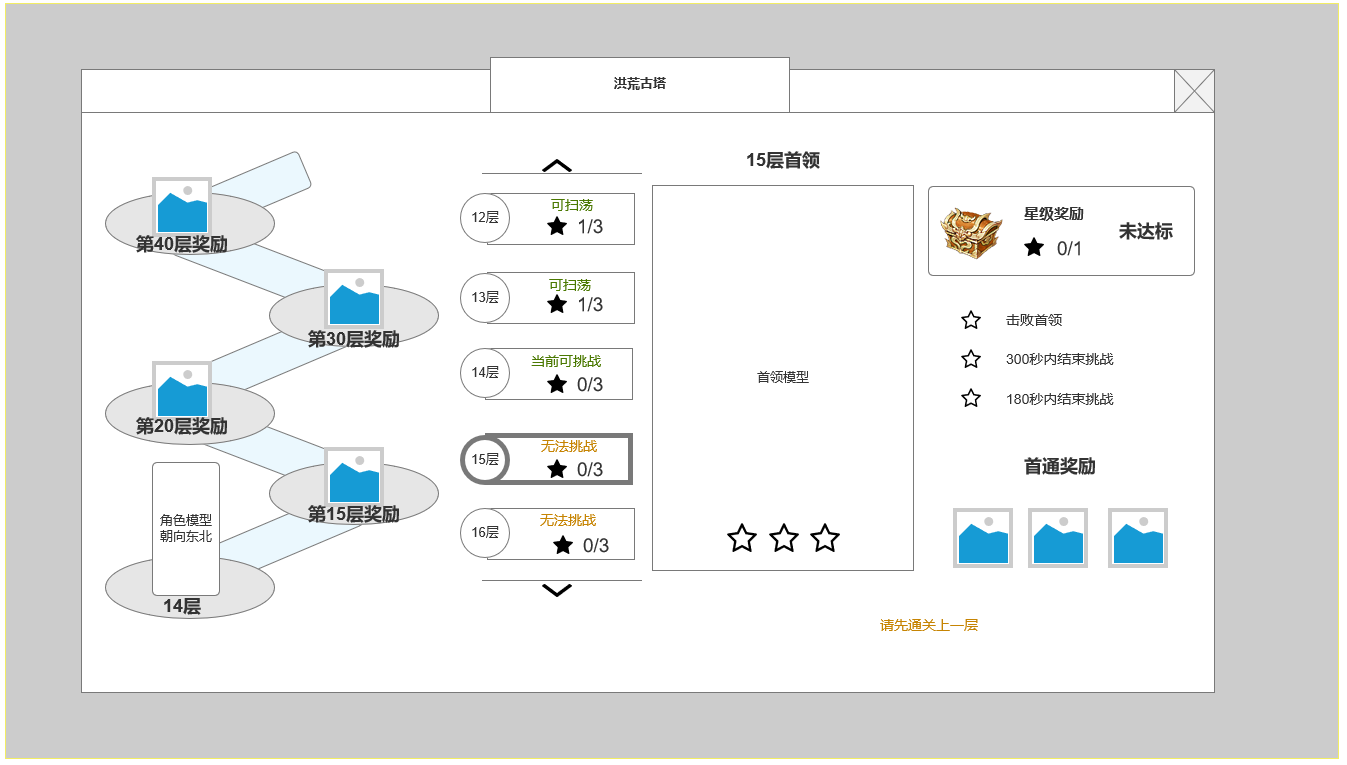 洪荒古塔
第40层奖励
第30层奖励
第20层奖励
第15层奖励
角色模型
朝向东北
14层
12层
可扫荡
1/3
13层
可扫荡
1/3
14层
当前可挑战
0/3
15层
无法挑战
0/3
16层
无法挑战
0/3
15层首领
首领模型
星级奖励
0/1
未达标
击败首领
300秒内结束挑战
180秒内结束挑战
首通奖励
请先通关上一层